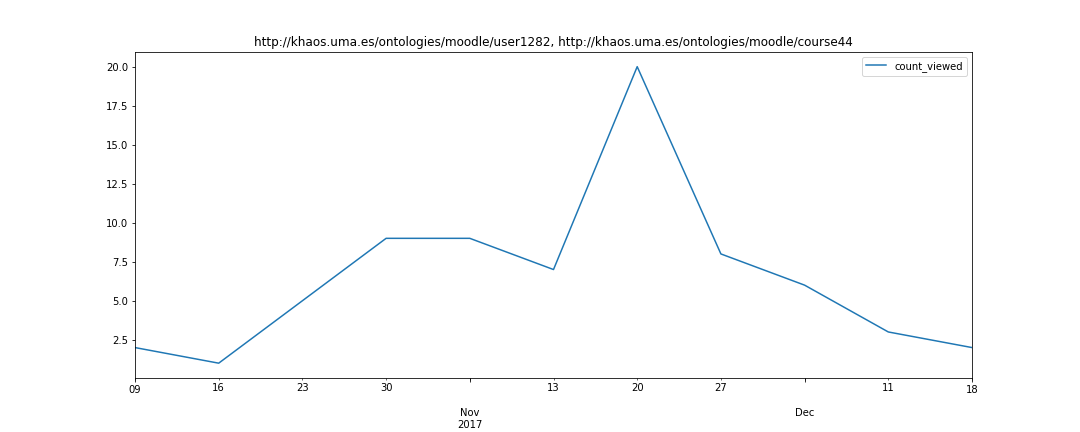 http://khaos.uma.es/ontologies/moodle/user1282, http://khaos.uma.es/ontologies/moodle/course44
count_viewed
20.0
17.5
15.0
12.5
10.0
7.5
5.0
2.5
09 16 23 30 13 20 27 11 18
Nov Dec
2017